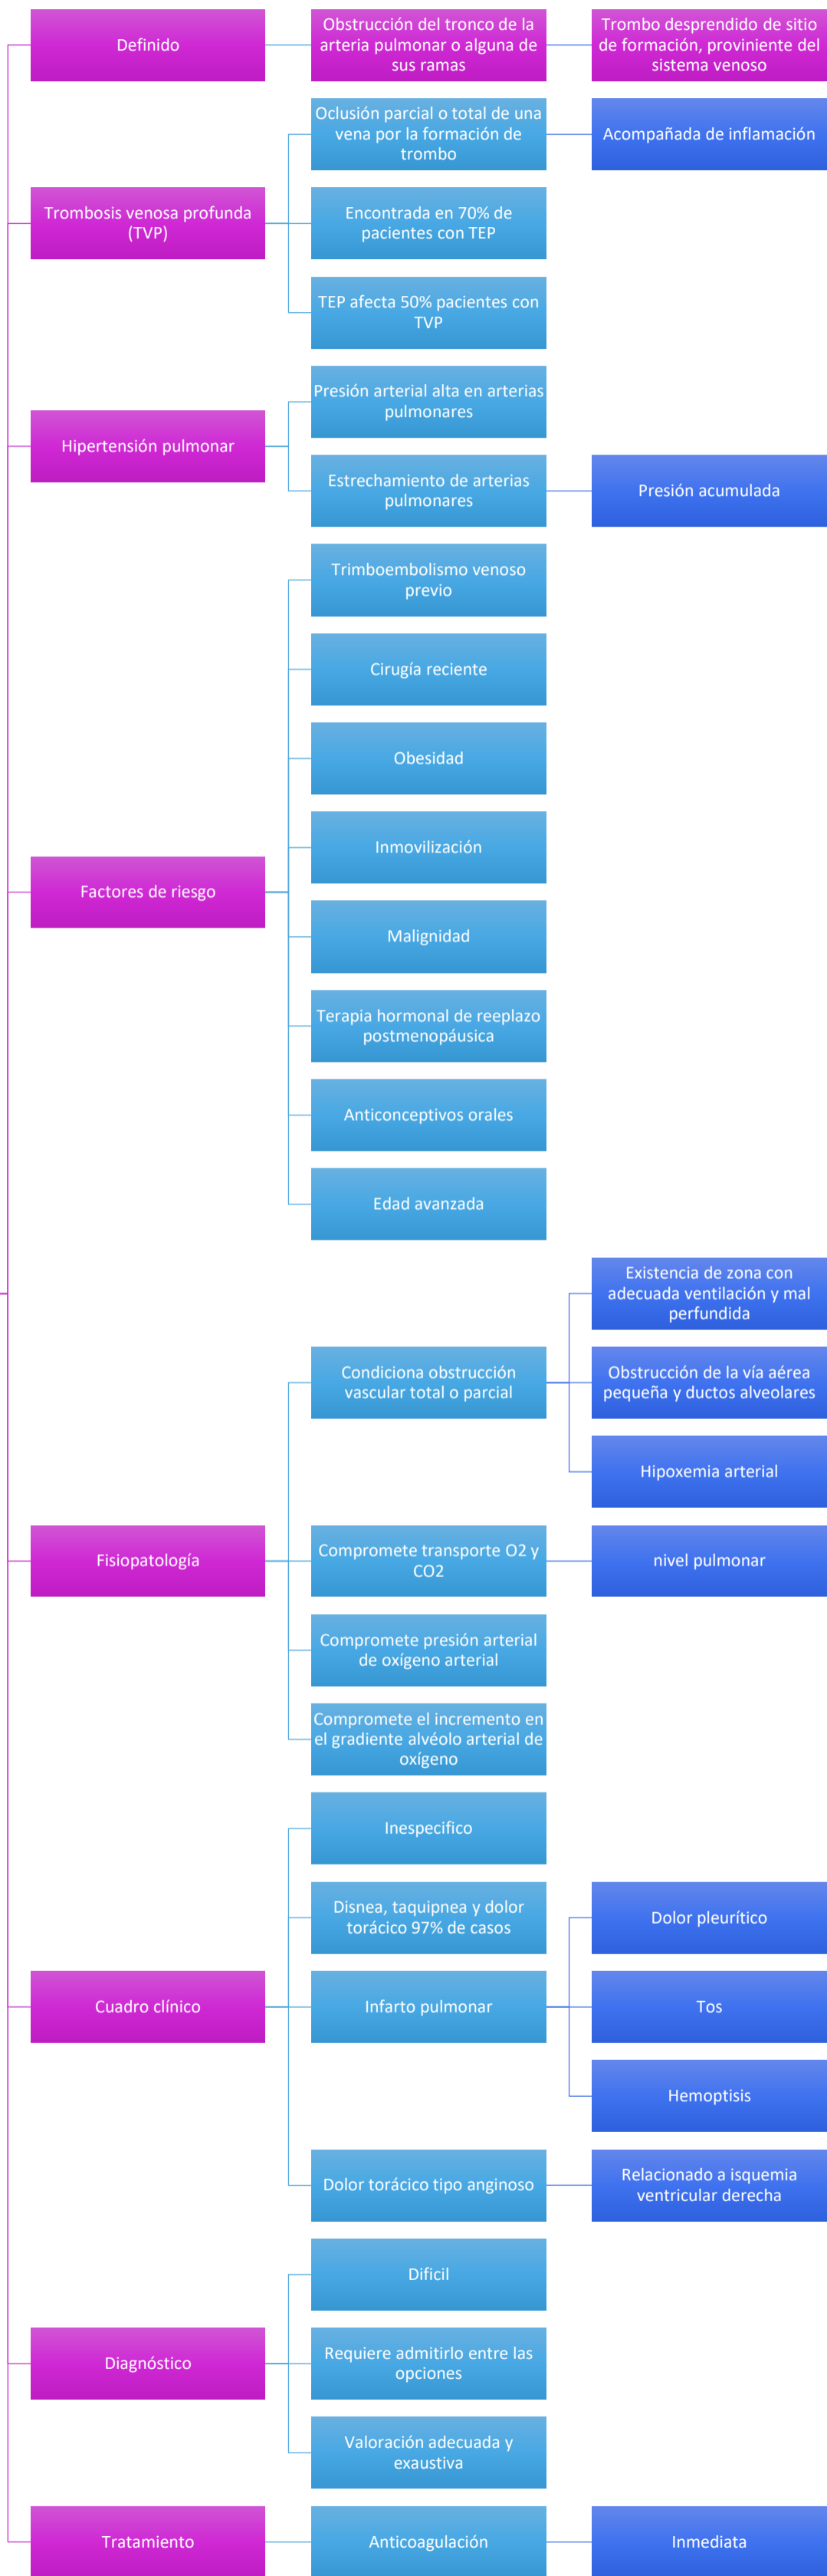 Definido
Obstrucción del tronco de la
arteria pulmonar o alguna de
sus ramas
Trombo desprendido de sitio
de formación, proviniente del
sistema venoso
Trombosis venosa profunda
(TVP)
Oclusión parcial o total de una
vena por la formación de
trombo
Acompañada de inflamación
Encontrada en 70% de
pacientes con TEP
TEP afecta 50% pacientes con
TVP
Hipertensión pulmonar
Presión arterial alta en arterias
pulmonares
Estrechamiento de arterias
pulmonares
Presión acumulada
Factores de riesgo
Trimboembolismo venoso
previo
Cirugía reciente
Obesidad
Inmovilización
Malignidad
Terapia hormonal de reeplazo
postmenopáusica
Anticonceptivos orales
Edad avanzada
Fisiopatología
Condiciona obstrucción
vascular total o parcial
Existencia de zona con
adecuada ventilación y mal
perfundida
Obstrucción de la vía aérea
pequeña y ductos alveolares
Hipoxemia arterial
Compromete transporte O2 y
CO2
nivel pulmonar
Compromete presión arterial
de oxígeno arterial
Compromete el incremento en
el gradiente alvéolo arterial de
oxígeno
Cuadro clínico
Inespecifico
Disnea, taquipnea y dolor
torácico 97% de casos
Infarto pulmonar
Dolor pleurítico
Tos
Hemoptisis
Dolor torácico tipo anginoso
Relacionado a isquemia
ventricular derecha
Diagnóstico
Dificil
Requiere admitirlo entre las
opciones
Valoración adecuada y
exaustiva
Tratamiento
Anticoagulación
Inmediata